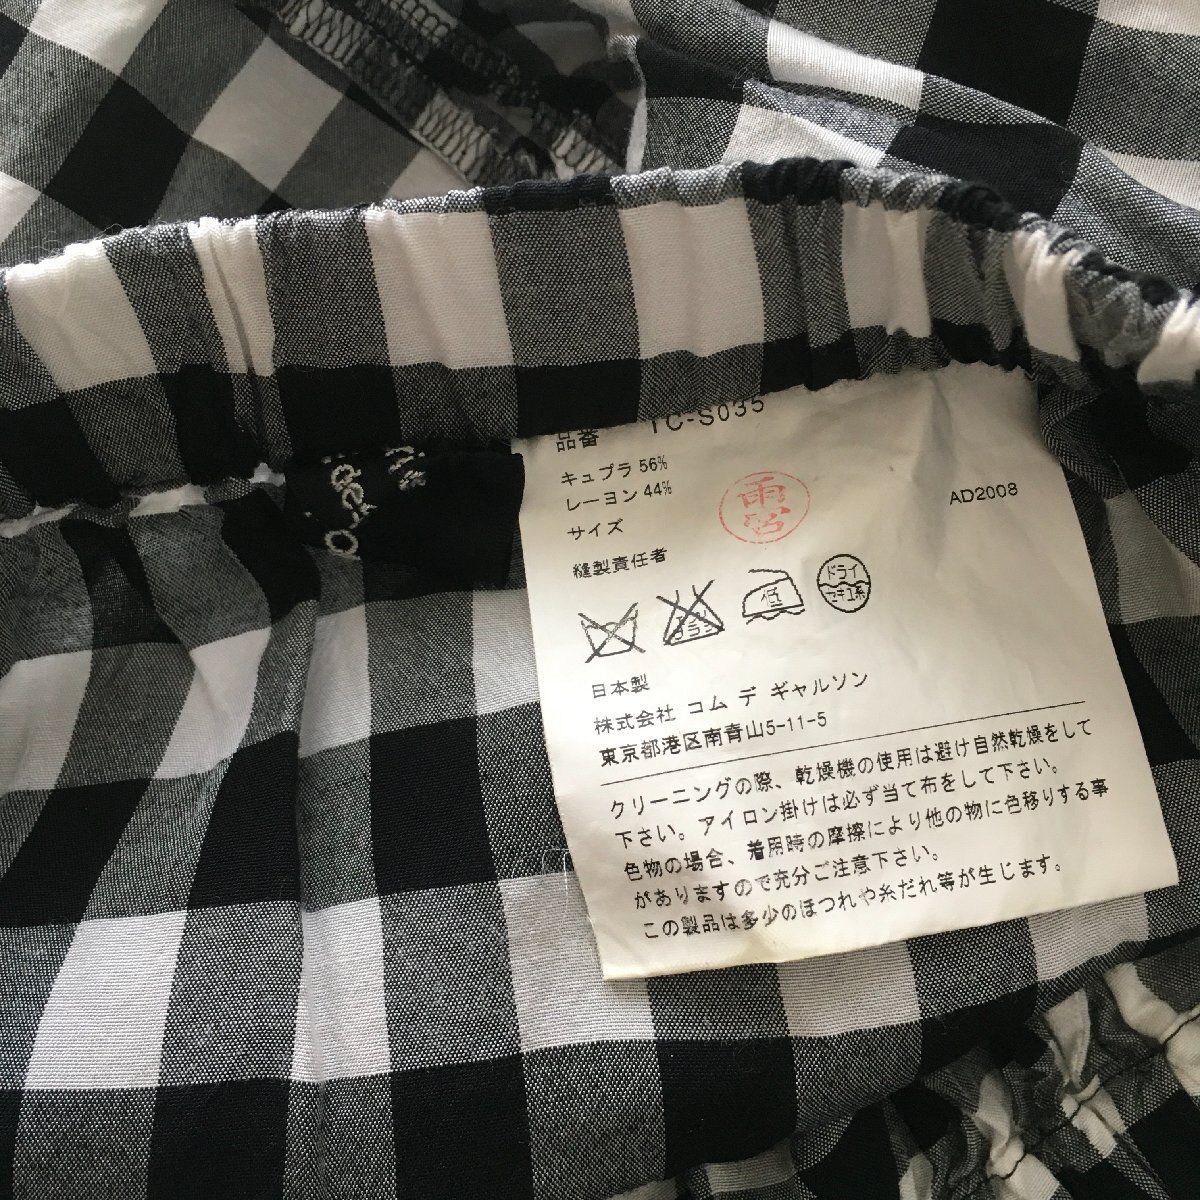 品番 TC-S035
キュプラ 56%
レーヨン 44%
サイズ
AD2008
縫製責任者
雨宮
低
ドライ
セキユ系
日本製
株式会社 コム デ ギャルソン
東京都港区南青山5-11-5
クリーニングの際、乾燥機の使用は避け自然乾燥をして
下さい。アイロン掛けは必ず当て布をして下さい。
色物の場合、着用時の摩擦により他の物に色移りする事
がありますので充分ご注意下さい。
この製品は多少のほつれや糸だれ等が生じます。